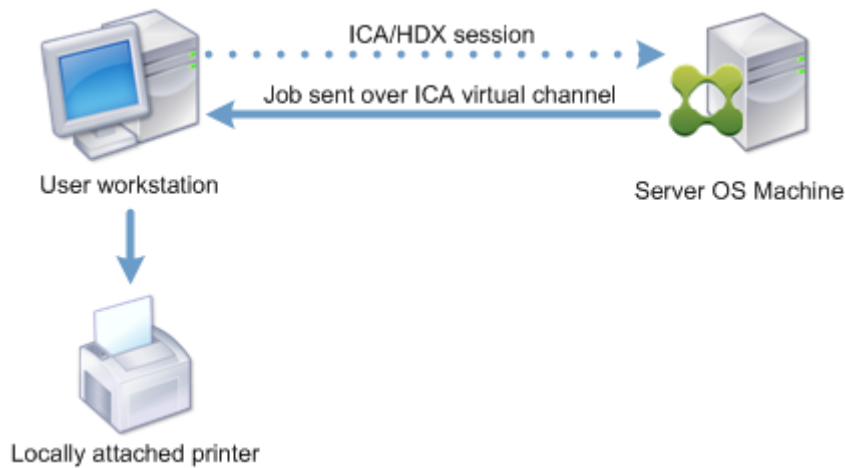 ICA/HDX session
Job sent over ICA virtual channel
User workstation
Server OS Machine
Locally attached printer